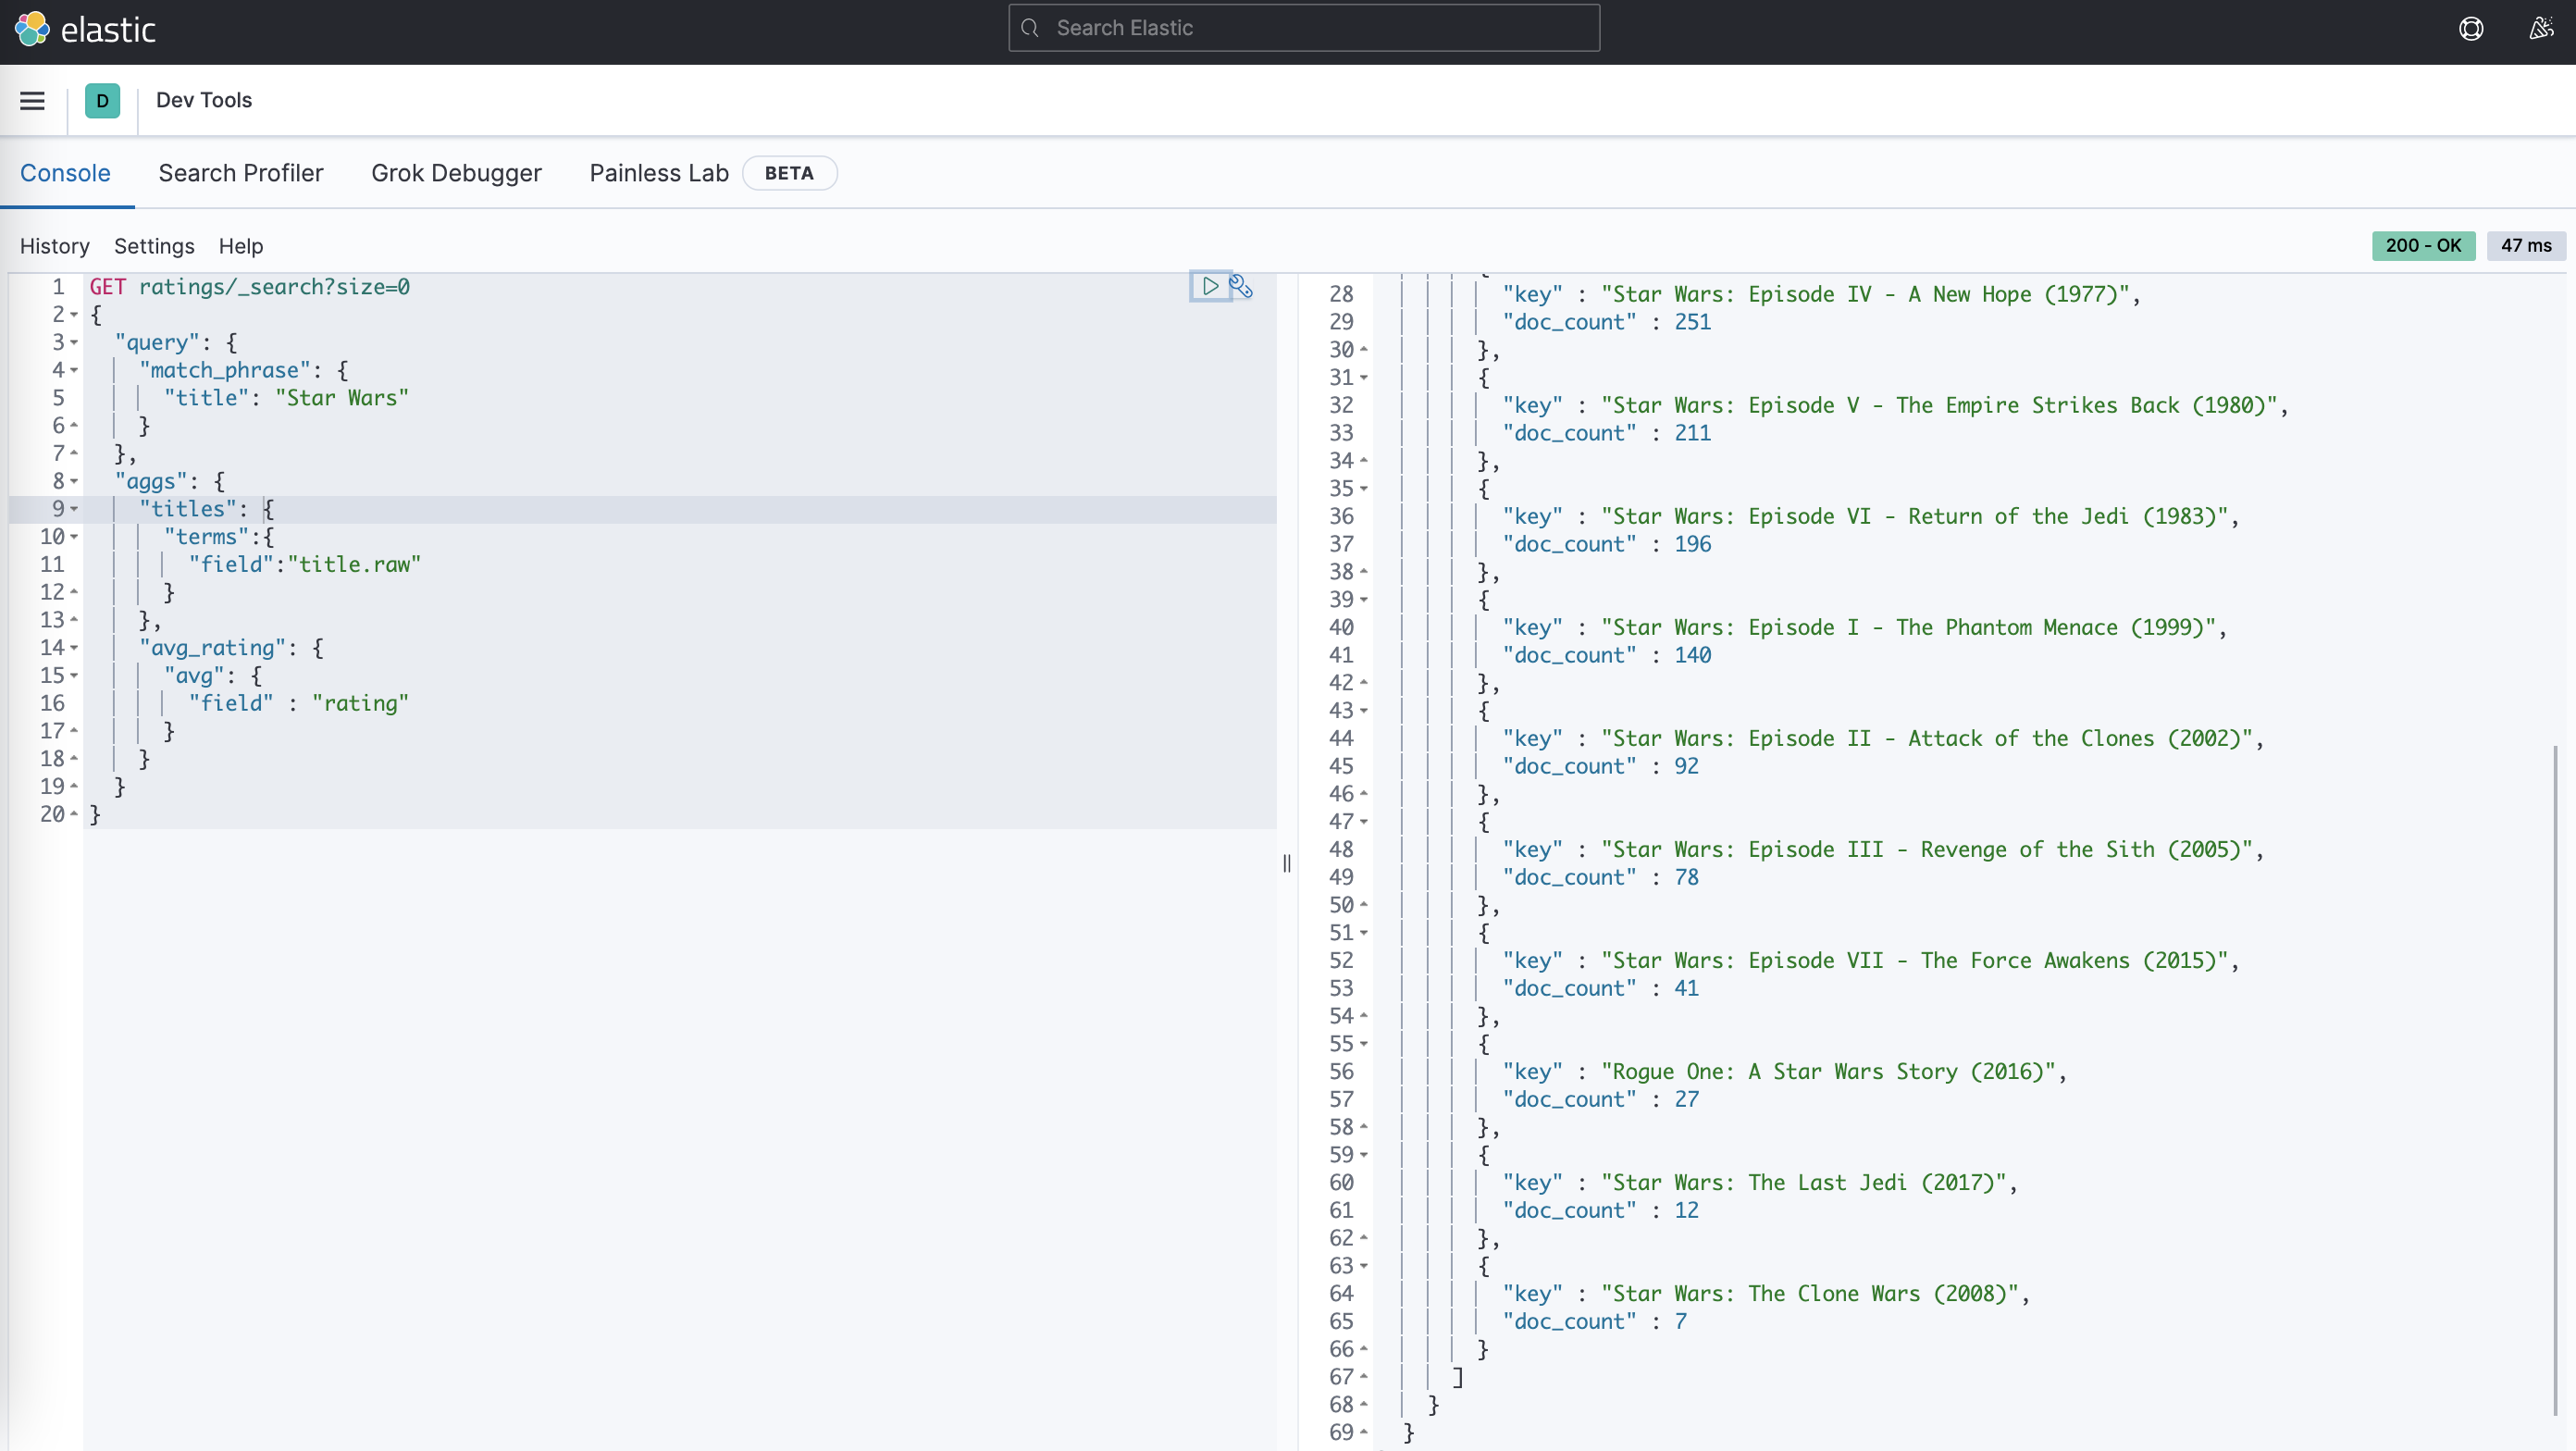 elastic
Search Elastic
D
Dev Tools
Console
Search Profiler
Grok Debugger
Painless Lab
BETA
History
Settings
Help
200 - OK
47 ms
1 GET ratings/_search?size=0
2 {
3 "query": {
4 "match_phrase": {
5 "title": "Star Wars"
6 }
7 },
8 "aggs": {
9 "titles": {
10 "terms":{
11 "field":"title.raw"
12 }
13 },
14 "avg_rating": {
15 "avg": {
16 "field" : "rating"
17 }
18 }
19 }
20 }
28 "key" : "Star Wars: Episode IV - A New Hope (1977)",
29 "doc_count" : 251
30 },
31 {
32 "key" : "Star Wars: Episode V - The Empire Strikes Back (1980)",
33 "doc_count" : 211
34 },
35 {
36 "key" : "Star Wars: Episode VI - Return of the Jedi (1983)",
37 "doc_count" : 196
38 },
39 {
40 "key" : "Star Wars: Episode I - The Phantom Menace (1999)",
41 "doc_count" : 140
42 },
43 {
44 "key" : "Star Wars: Episode II - Attack of the Clones (2002)",
45 "doc_count" : 92
46 },
47 {
48 "key" : "Star Wars: Episode III - Revenge of the Sith (2005)",
49 "doc_count" : 78
50 },
51 {
52 "key" : "Star Wars: Episode VII - The Force Awakens (2015)",
53 "doc_count" : 41
54 },
55 {
56 "key" : "Rogue One: A Star Wars Story (2016)",
57 "doc_count" : 27
58 },
59 {
60 "key" : "Star Wars: The Last Jedi (2017)",
61 "doc_count" : 12
62 },
63 {
64 "key" : "Star Wars: The Clone Wars (2008)",
65 "doc_count" : 7
66 }
67 ]
68 }
69 }